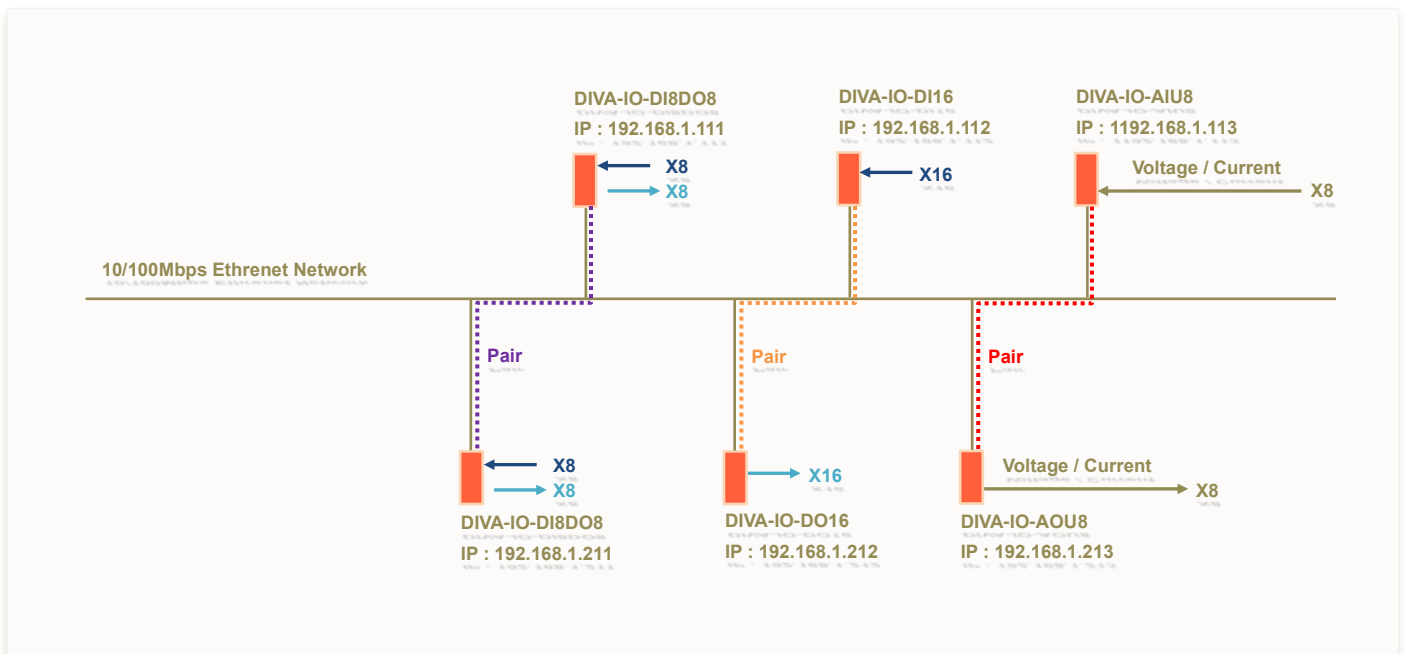 DIVA-IO-DI8DO8
IP : 192.168.1.111
X8
X8
DIVA-IO-DI16
IP : 192.168.1.112
X16
DIVA-IO-AIU8
IP : 1192.168.1.113
Voltage / Current
X8
10/100Mbps Ethrenet Network
Pair
Pair
Pair
X8
X8
DIVA-IO-DI8DO8
IP : 192.168.1.211
X16
DIVA-IO-DO16
IP : 192.168.1.212
Voltage / Current
X8
DIVA-IO-AOU8
IP : 192.168.1.213